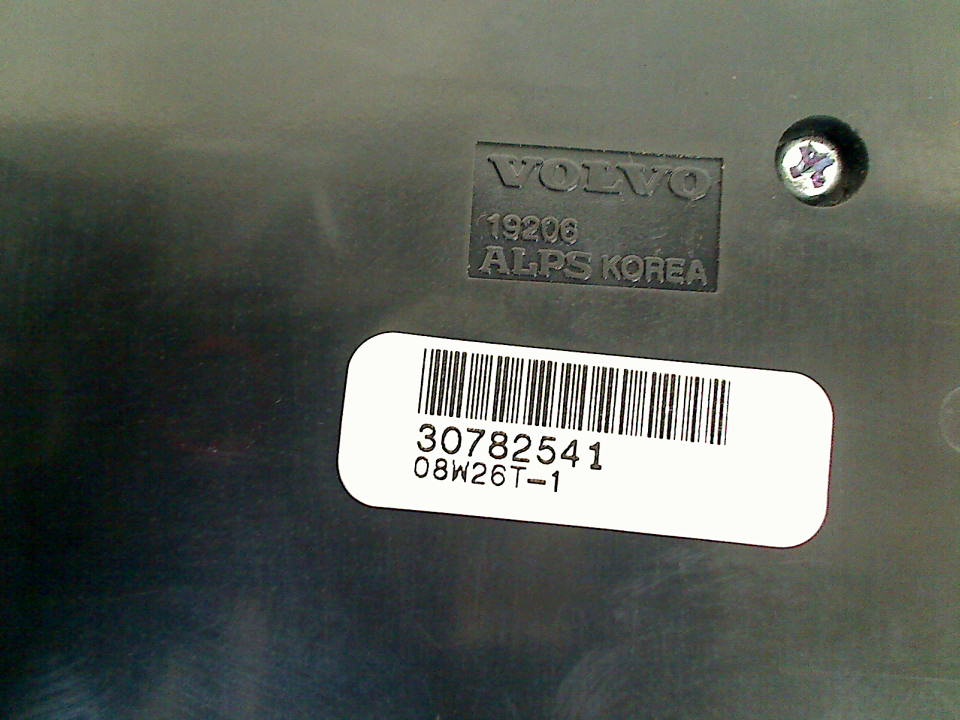 VOLVO
19206
ALPS KOREA
30782541
08W26T-1